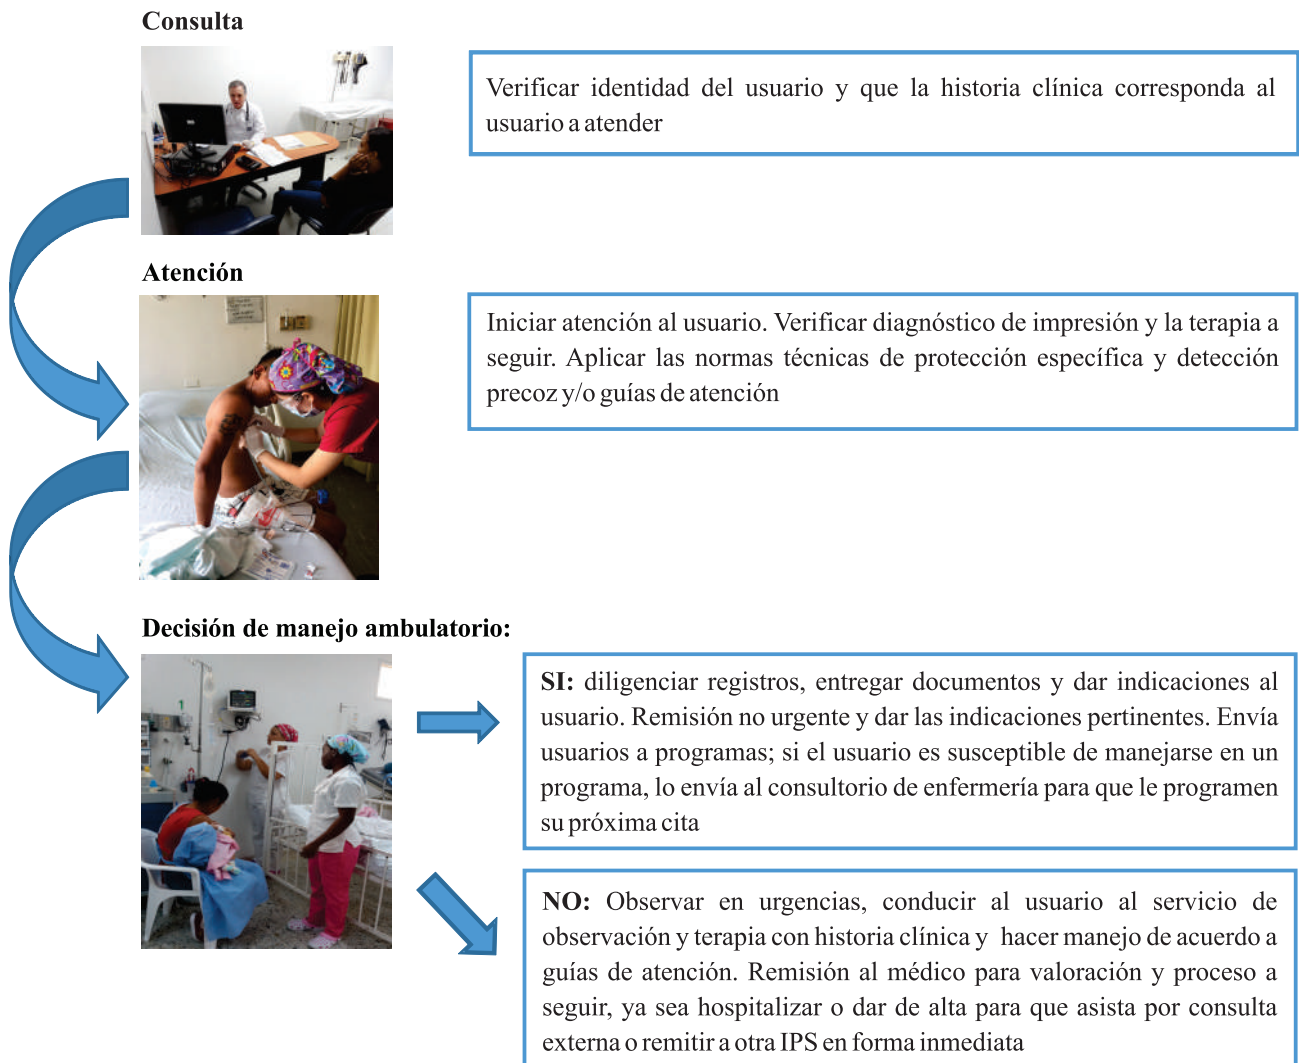 Consulta
Verificar identidad del usuario y que la historia clínica corresponda al
usuario a atender
Atención
Iniciar atención al usuario. Verificar diagnóstico de impresión y la terapia a
seguir. Aplicar las normas técnicas de protección específica y detección
precoz y/o guías de atención
Decisión de manejo ambulatorio:
SI: diligenciar registros, entregar documentos y dar indicaciones al
usuario. Remisión no urgente y dar las indicaciones pertinentes. Envía
usuarios a programas; si el usuario es susceptible de manejarse en un
programa, lo envía al consultorio de enfermería para que le programen
su próxima cita
NO: Observar en urgencias, conducir al usuario al servicio de
observación y terapia con historia clínica y hacer manejo de acuerdo a
guías de atención. Remisión al médico para valoración y proceso a
seguir, ya sea hospitalizar o dar de alta para que asista por consulta
externa o remitir a otra IPS en forma inmediata